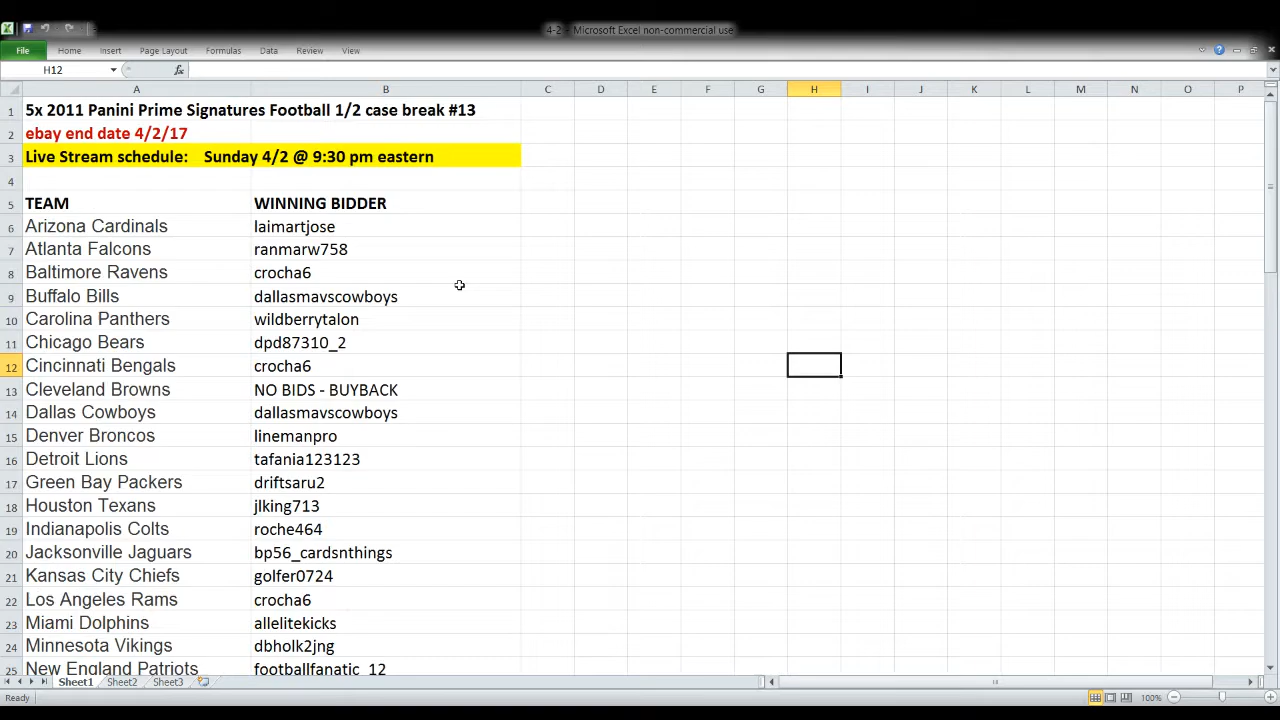 4-2 - Microsoft Excel non-commercial use
File Home Insert Page Layout Formulas Data Review View
H12 fx
A B C D E F G H I J K L M N O P
1 5x 2011 Panini Prime Signatures Football 1/2 case break #13
2 ebay end date 4/2/17
3 Live Stream schedule: Sunday 4/2 @ 9:30 pm eastern
4
5 TEAM WINNING BIDDER
6 Arizona Cardinals laimartjose
7 Atlanta Falcons ranmarw758
8 Baltimore Ravens crocha6
9 Buffalo Bills dallasmavscowboys
10 Carolina Panthers wildberrytalon
11 Chicago Bears dpd87310_2
12 Cincinnati Bengals crocha6
13 Cleveland Browns NO BIDS - BUYBACK
14 Dallas Cowboys dallasmavscowboys
15 Denver Broncos linemanpro
16 Detroit Lions tafania123123
17 Green Bay Packers driftsaru2
18 Houston Texans jlking713
19 Indianapolis Colts roche464
20 Jacksonville Jaguars bp56_cardsnthings
21 Kansas City Chiefs golfer0724
22 Los Angeles Rams crocha6
23 Miami Dolphins allelitekicks
24 Minnesota Vikings dbholk2jng
25 New England Patriots footballfanatic_12
Sheet1 Sheet2 Sheet3
Ready 100%